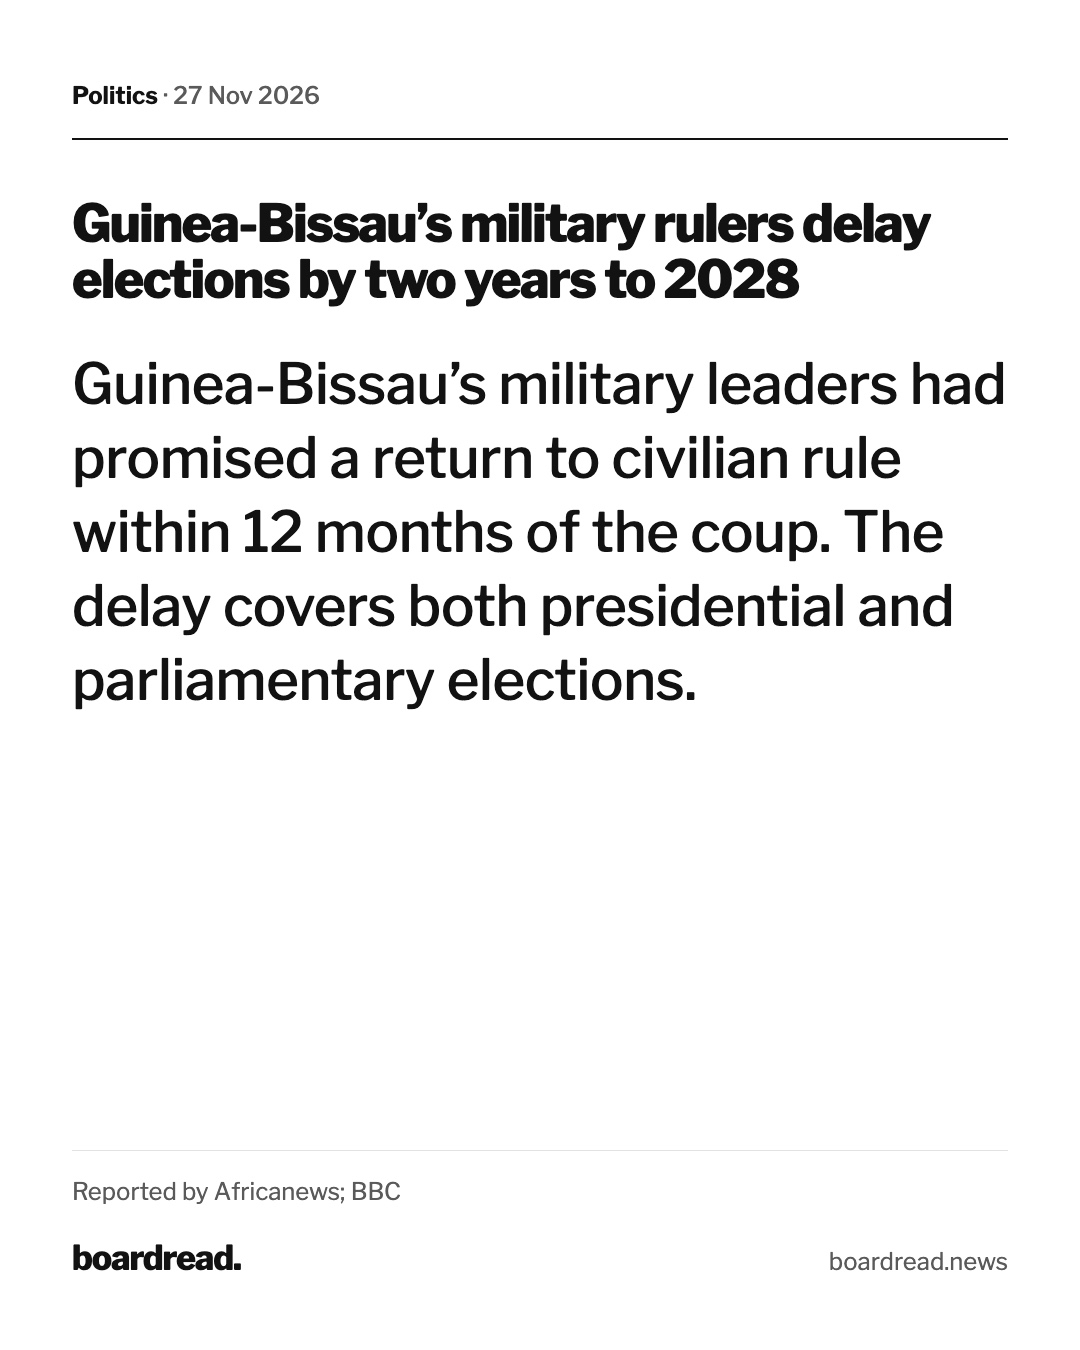 Politics · 27 Nov 2026
Guinea-Bissau’s military rulers delay
elections by two years to 2028
Guinea-Bissau’s military leaders had
promised a return to civilian rule
within 12 months of the coup. The
delay covers both presidential and
parliamentary elections.
Reported by Africanews; BBC
boardread.
boardread.news